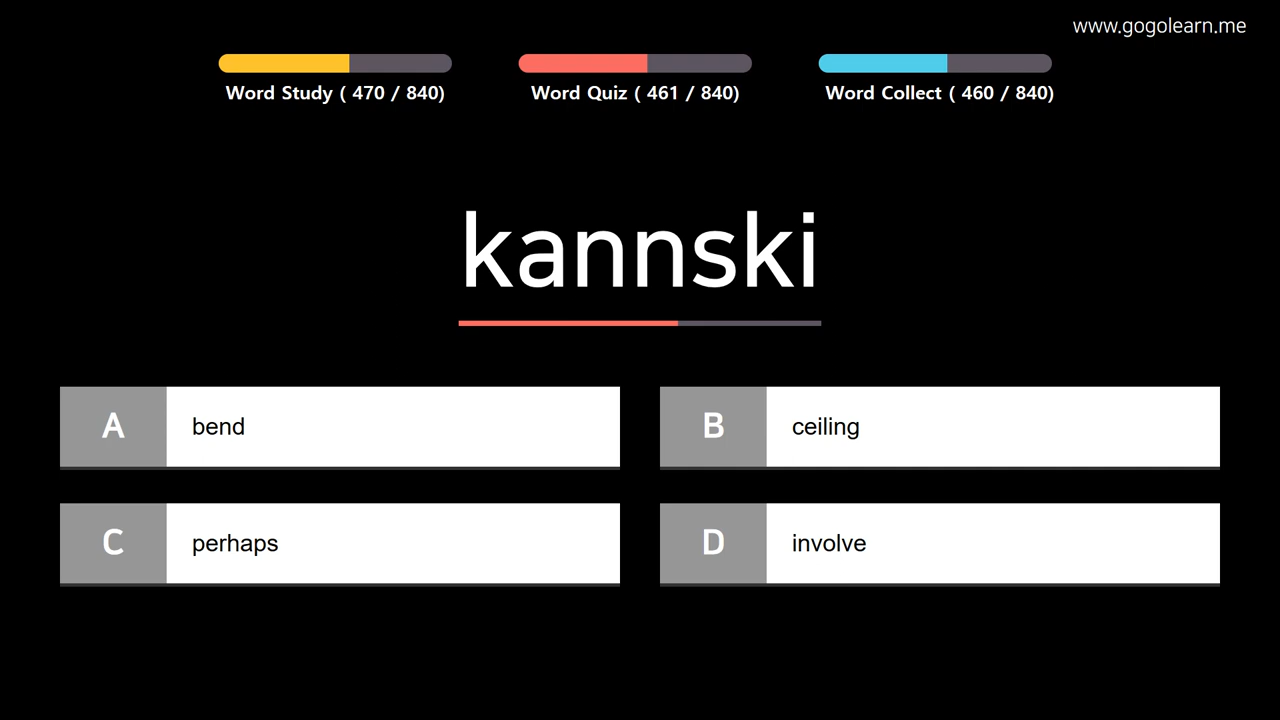 www.gogolearn.me
Word Study ( 470 / 840)
Word Quiz ( 461 / 840)
Word Collect ( 460 / 840)
kannski
A bend
B ceiling
C perhaps
D involve